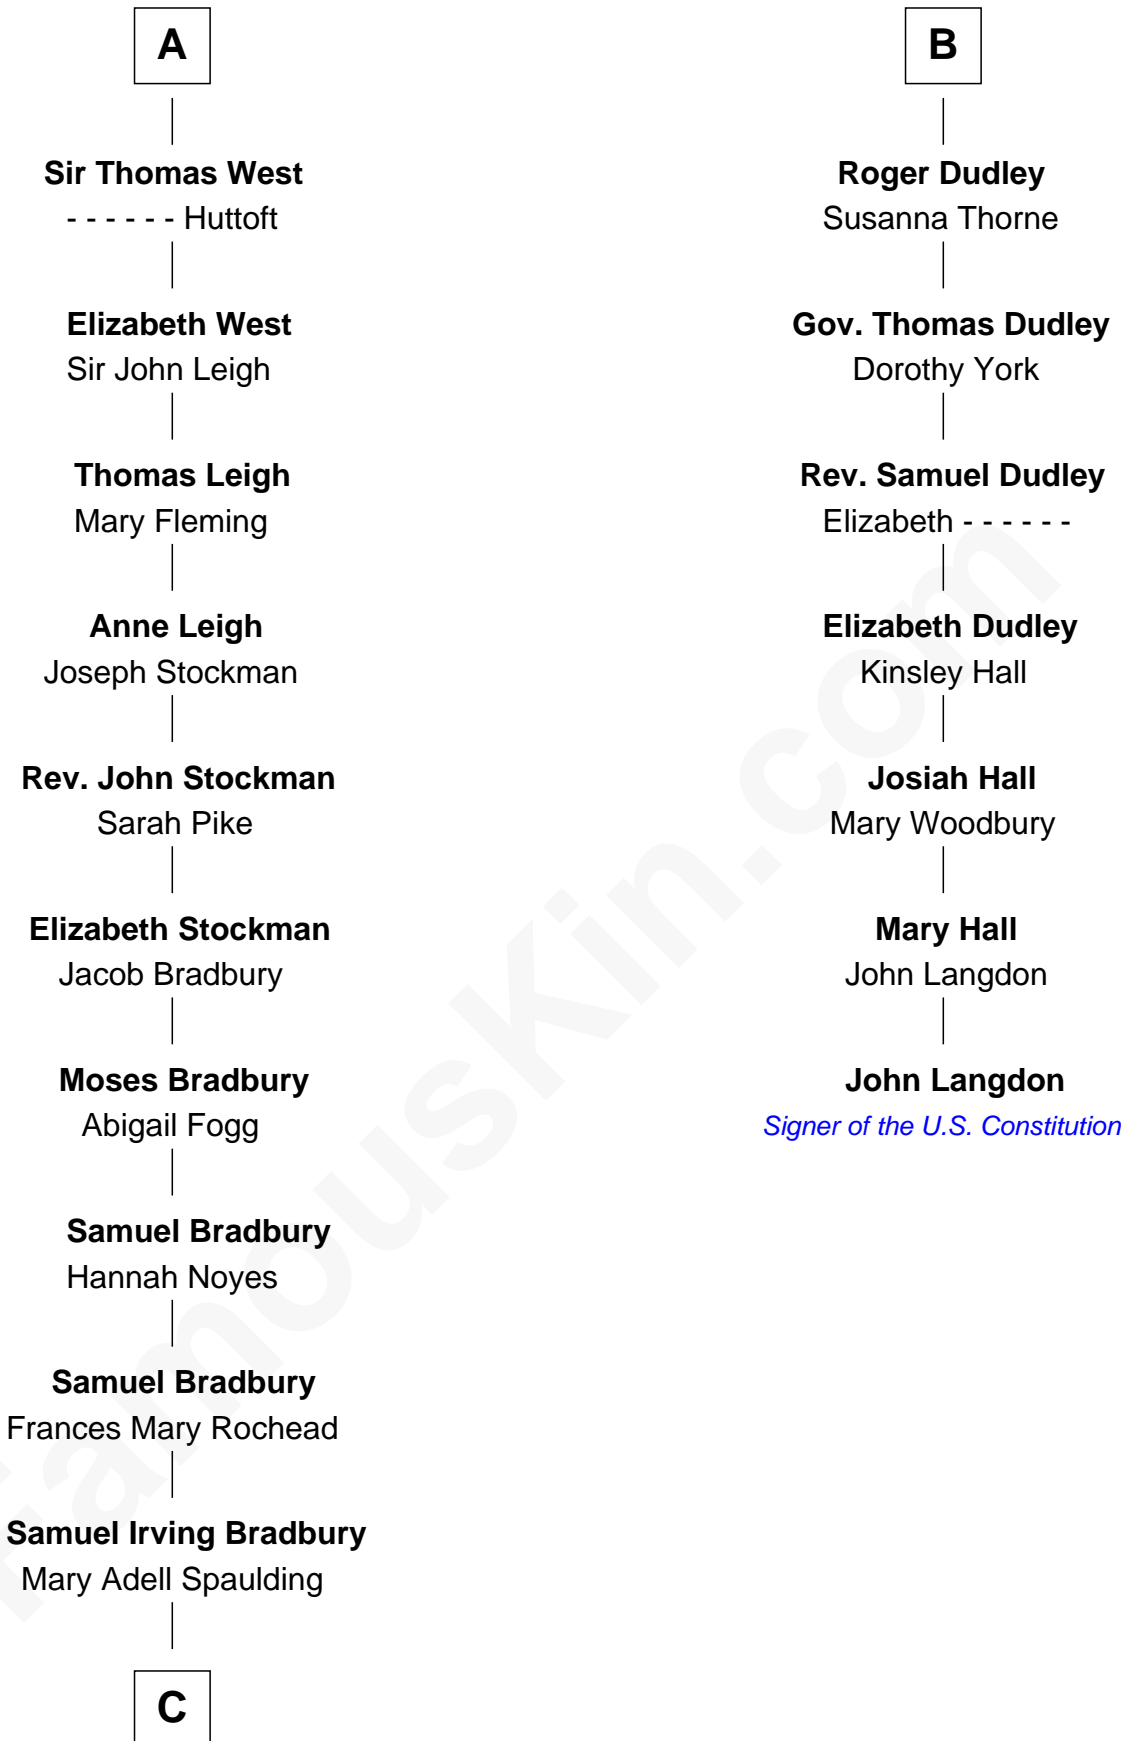 A
Sir Thomas West
- - - - - - Huttoft
Elizabeth West
Sir John Leigh
Thomas Leigh
Mary Fleming
Anne Leigh
Joseph Stockman
Rev. John Stockman
Sarah Pike
Elizabeth Stockman
Jacob Bradbury
Moses Bradbury
Abigail Fogg
Samuel Bradbury
Hannah Noyes
Samuel Bradbury
Frances Mary Rochead
Samuel Irving Bradbury
Mary Adell Spaulding
C
B
Roger Dudley
Susanna Thorne
Gov. Thomas Dudley
Dorothy York
Rev. Samuel Dudley
Elizabeth - - - - - -
Elizabeth Dudley
Kinsley Hall
Josiah Hall
Mary Woodbury
Mary Hall
John Langdon
John Langdon
Signer of the U.S. Constitution
FamousKin.com